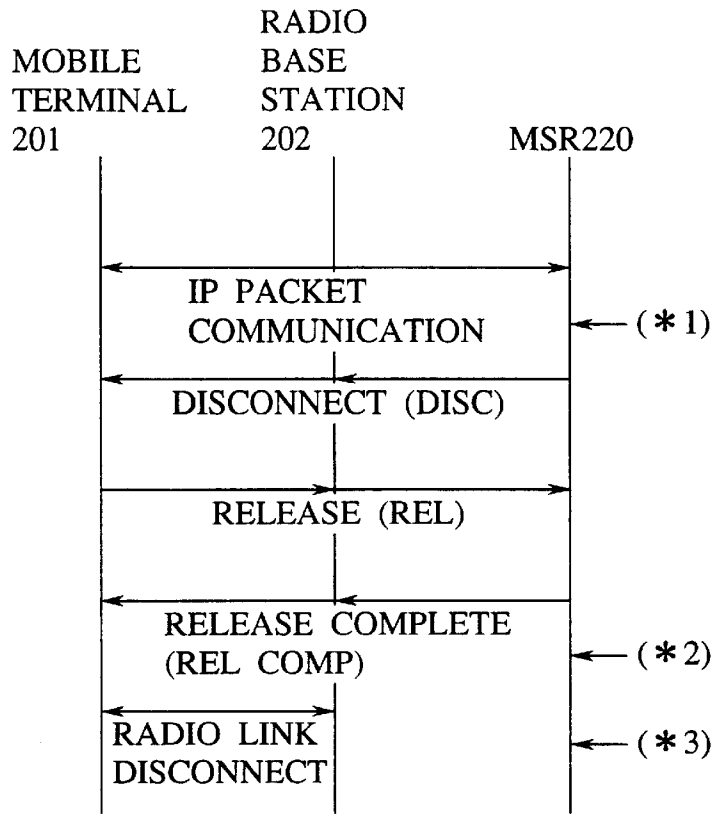 MOBILE
TERMINAL
201
RADIO
BASE
STATION
202
MSR220
IP PACKET
COMMUNICATION
(*1)
DISCONNECT (DISC)
RELEASE (REL)
RELEASE COMPLETE
(REL COMP)
(*2)
RADIO LINK
DISCONNECT
(*3)